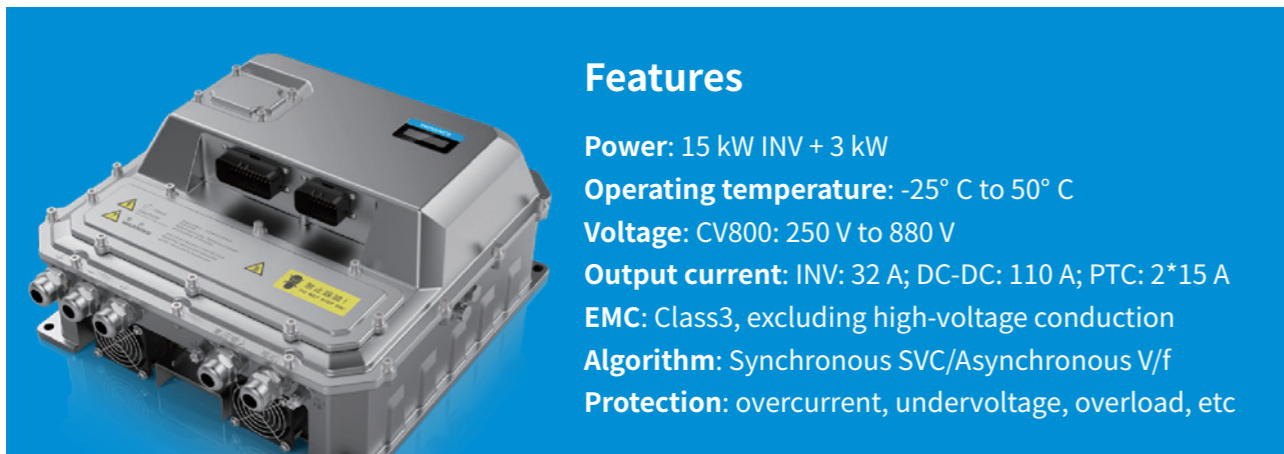 Features
Power: 15 kW INV + 3 kW
Operating temperature: -25° C to 50° C
Voltage: CV800: 250 V to 880 V
Output current: INV: 32 A; DC-DC: 110 A; PTC: 2*15 A
EMC: Class3, excluding high-voltage conduction
Algorithm: Synchronous SVC/Asynchronous V/f
Protection: overcurrent, undervoltage, overload, etc